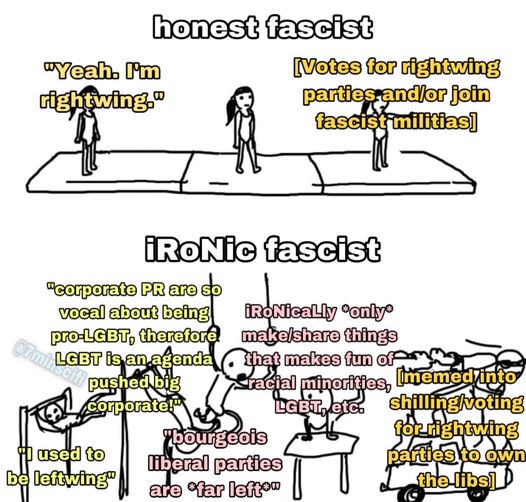 honest fascist
"Yeah. I'm
rightwing."
[Votes for rightwing
parties and/or join
fascist militias]
iRoNic fascist
"corporate PR are so
vocal about being
pro-LGBT, therefore
LGBT is an agenda
pushed big
corporate!"
iRoNicaLly *only*
make/share things
that makes fun of
racial minorities,
LGBT, etc.
[memed into
shilling/voting
for rightwing
parties to own
the libs]
"I used to
be leftwing"
"bourgeois
liberal parties
are *far left*"